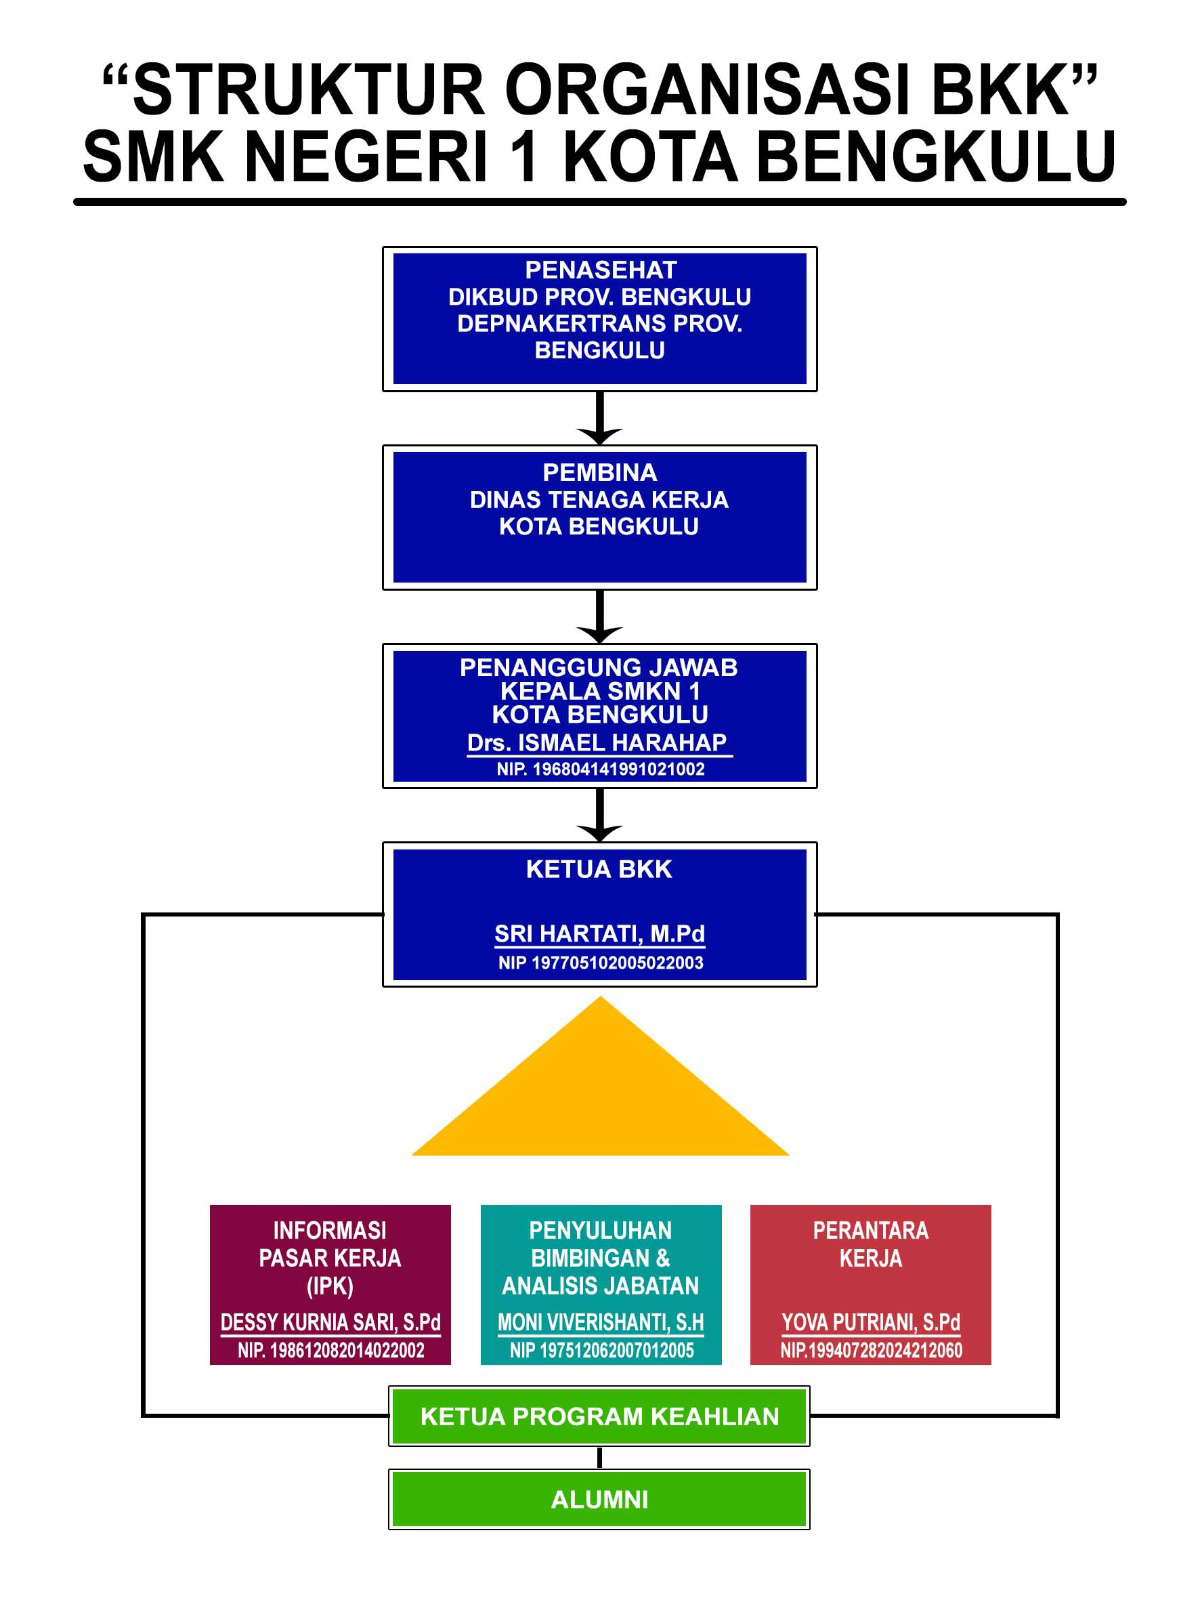 “STRUKTUR ORGANISASI BKK”
SMK NEGERI 1 KOTA BENGKULU
PENASEHAT
DIKBUD PROV. BENGKULU
DEPNAKERTRANS PROV.
BENGKULU
PEMBINA
DINAS TENAGA KERJA
KOTA BENGKULU
PENANGGUNG JAWAB
KEPALA SMKN 1
KOTA BENGKULU
Drs. ISMAEL HARAHAP
NIP. 196804141991021002
KETUA BKK
SRI HARTATI, M.Pd
NIP 197705102005022003
INFORMASI
PASAR KERJA
(IPK)
DESSY KURNIA SARI, S.Pd
NIP. 198612082014022002
PENYULUHAN
BIMBINGAN &
ANALISIS JABATAN
MONI VIVERISHANTI, S.H
NIP 197512062007012005
PERANTARA
KERJA
YOVA PUTRIANI, S.Pd
NIP.199407282024212060
KETUA PROGRAM KEAHLIAN
ALUMNI